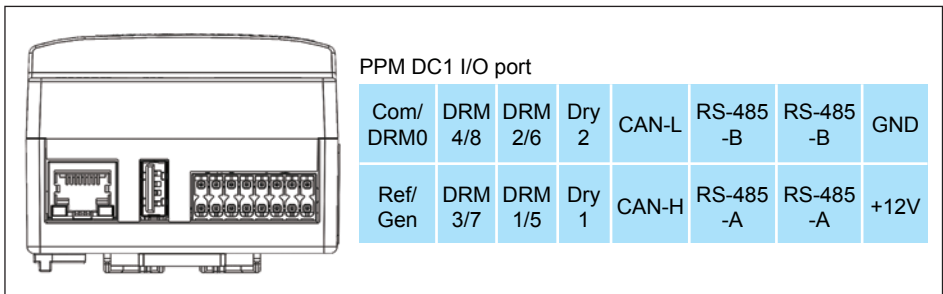 PPM DC1 I/O port
Com/ DRM DRM Dry CAN-L RS-485 RS-485 GND
DRM0 4/8 2/6 2 -B -B
Ref/ DRM DRM Dry CAN-H RS-485 RS-485 +12V
Gen 3/7 1/5 1 -A -A